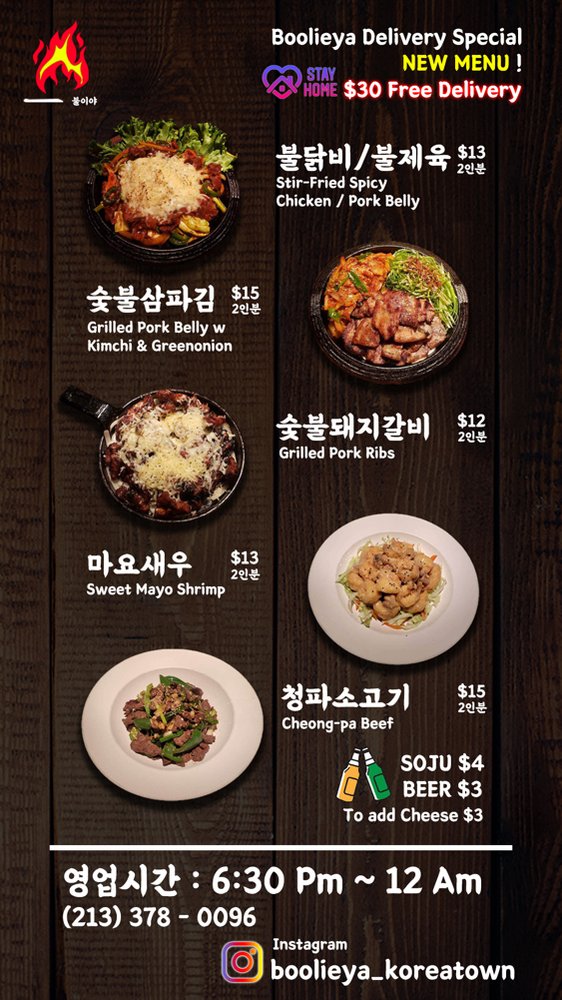 불이야
Boolieya Delivery Special
NEW MENU !
STAY
HOME
$30 Free Delivery
불닭비/불제육 $13
2인분
Stir-Fried Spicy
Chicken / Pork Belly
숯불삼파김 $15
2인분
Grilled Pork Belly w
Kimchi & Greenonion
숯불돼지갈비 $12
2인분
Grilled Pork Ribs
마요새우 $13
2인분
Sweet Mayo Shrimp
청파소고기 $15
2인분
Cheong-pa Beef
SOJU $4
BEER $3
To add Cheese $3
영업시간 : 6:30 Pm ~ 12 Am
(213) 378 - 0096
Instagram
boolieya_koreatown